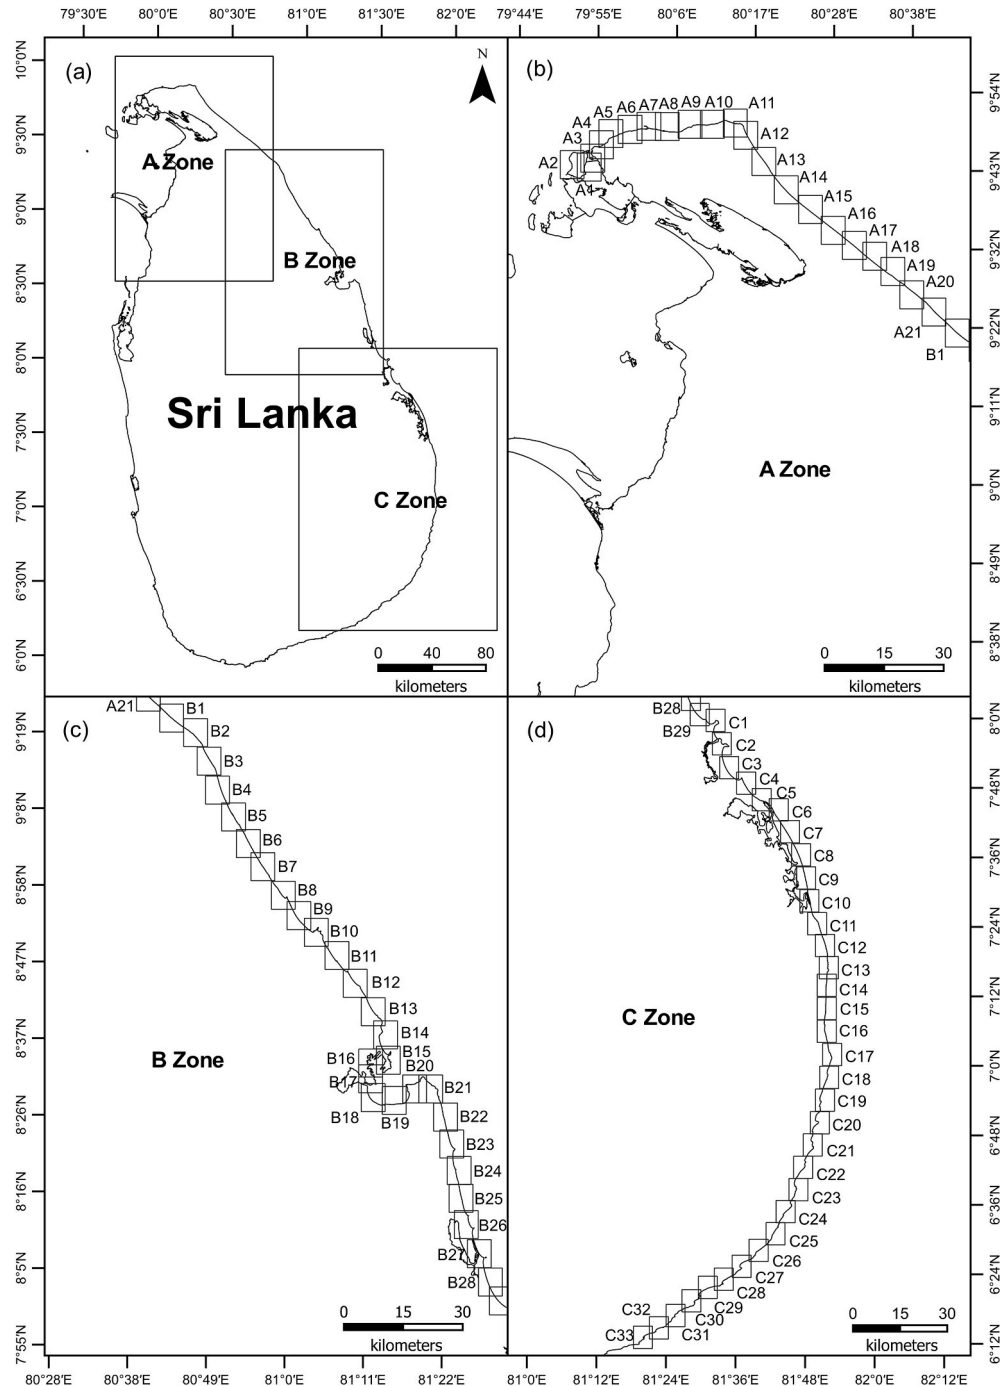 79°30'E 80°0'E 80°30'E 81°0'E 81°30'E 82°0'E
79°44'E 79°55'E 80°6'E 80°17'E 80°28'E 80°38'E
(a)
N
10°0'N
9°30'N
9°0'N
8°30'N
8°0'N
7°30'N
7°0'N
6°30'N
6°0'N
A Zone
B Zone
Sri Lanka
C Zone
0 40 80
kilometers
(b)
A1
A2
A3
A4
A5
A6
A7
A8
A9
A10
A11
A12
A13
A14
A15
A16
A17
A18
A19
A20
A21
B1
A Zone
9°54'N
9°43'N
9°32'N
9°22'N
9°11'N
9°0'N
8°49'N
8°38'N
0 15 30
kilometers
(c)
A21
B1
B2
B3
B4
B5
B6
B7
B8
B9
B10
B11
B12
B13
B14
B15
B16
B17
B18
B19
B20
B21
B22
B23
B24
B25
B26
B27
B28
B Zone
9°19'N
9°8'N
8°58'N
8°47'N
8°37'N
8°26'N
8°16'N
8°5'N
7°55'N
0 15 30
kilometers
(d)
B28
B29
C1
C2
C3
C4
C5
C6
C7
C8
C9
C10
C11
C12
C13
C14
C15
C16
C17
C18
C19
C20
C21
C22
C23
C24
C25
C26
C27
C28
C29
C30
C31
C32
C33
C Zone
8°0'N
7°48'N
7°36'N
7°24'N
7°12'N
7°0'N
6°48'N
6°36'N
6°24'N
6°12'N
0 15 30
kilometers
80°28'E 80°38'E 80°49'E 81°0'E 81°11'E 81°22'E
81°0'E 81°12'E 81°24'E 81°36'E 81°48'E 82°0'E 82°12'E